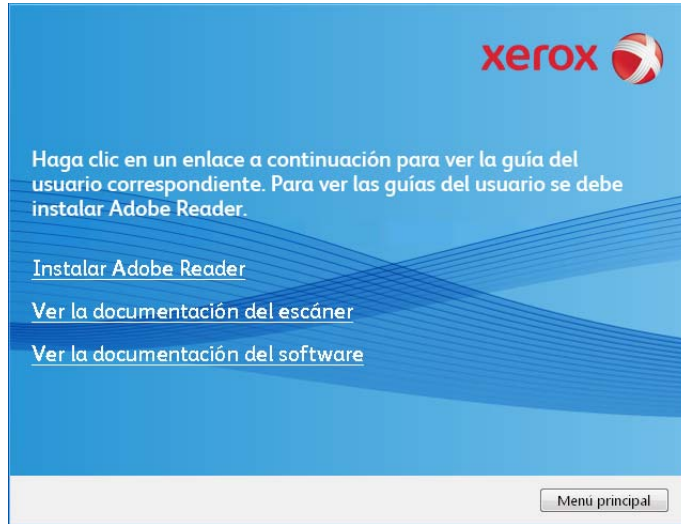 xerox
Haga clic en un enlace a continuación para ver la guía del
usuario correspondiente. Para ver las guías del usuario se debe
instalar Adobe Reader.
Instalar Adobe Reader
Ver la documentación del escáner
Ver la documentación del software
Menú principal